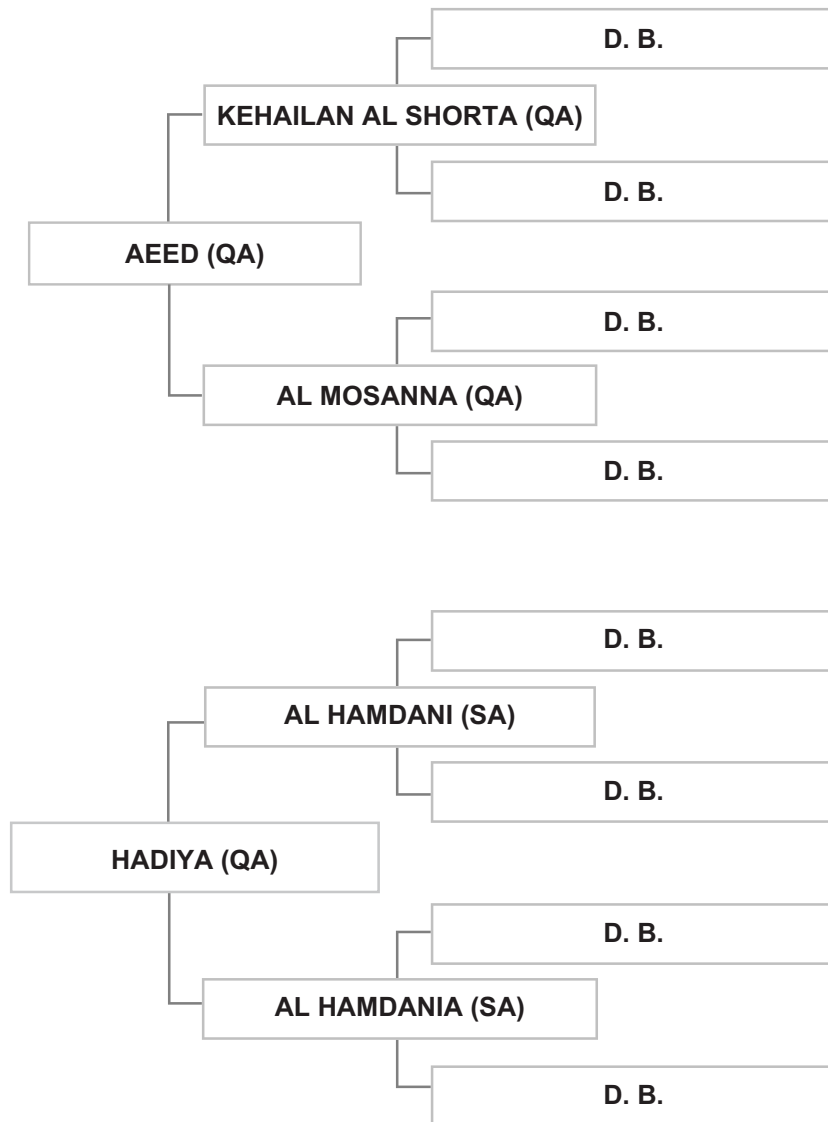 D. B.
KEHAILAN AL SHORTA (QA)
D. B.
AEED (QA)
D. B.
AL MOSANNA (QA)
D. B.
D. B.
AL HAMDANI (SA)
D. B.
HADIYA (QA)
D. B.
AL HAMDANIA (SA)
D. B.